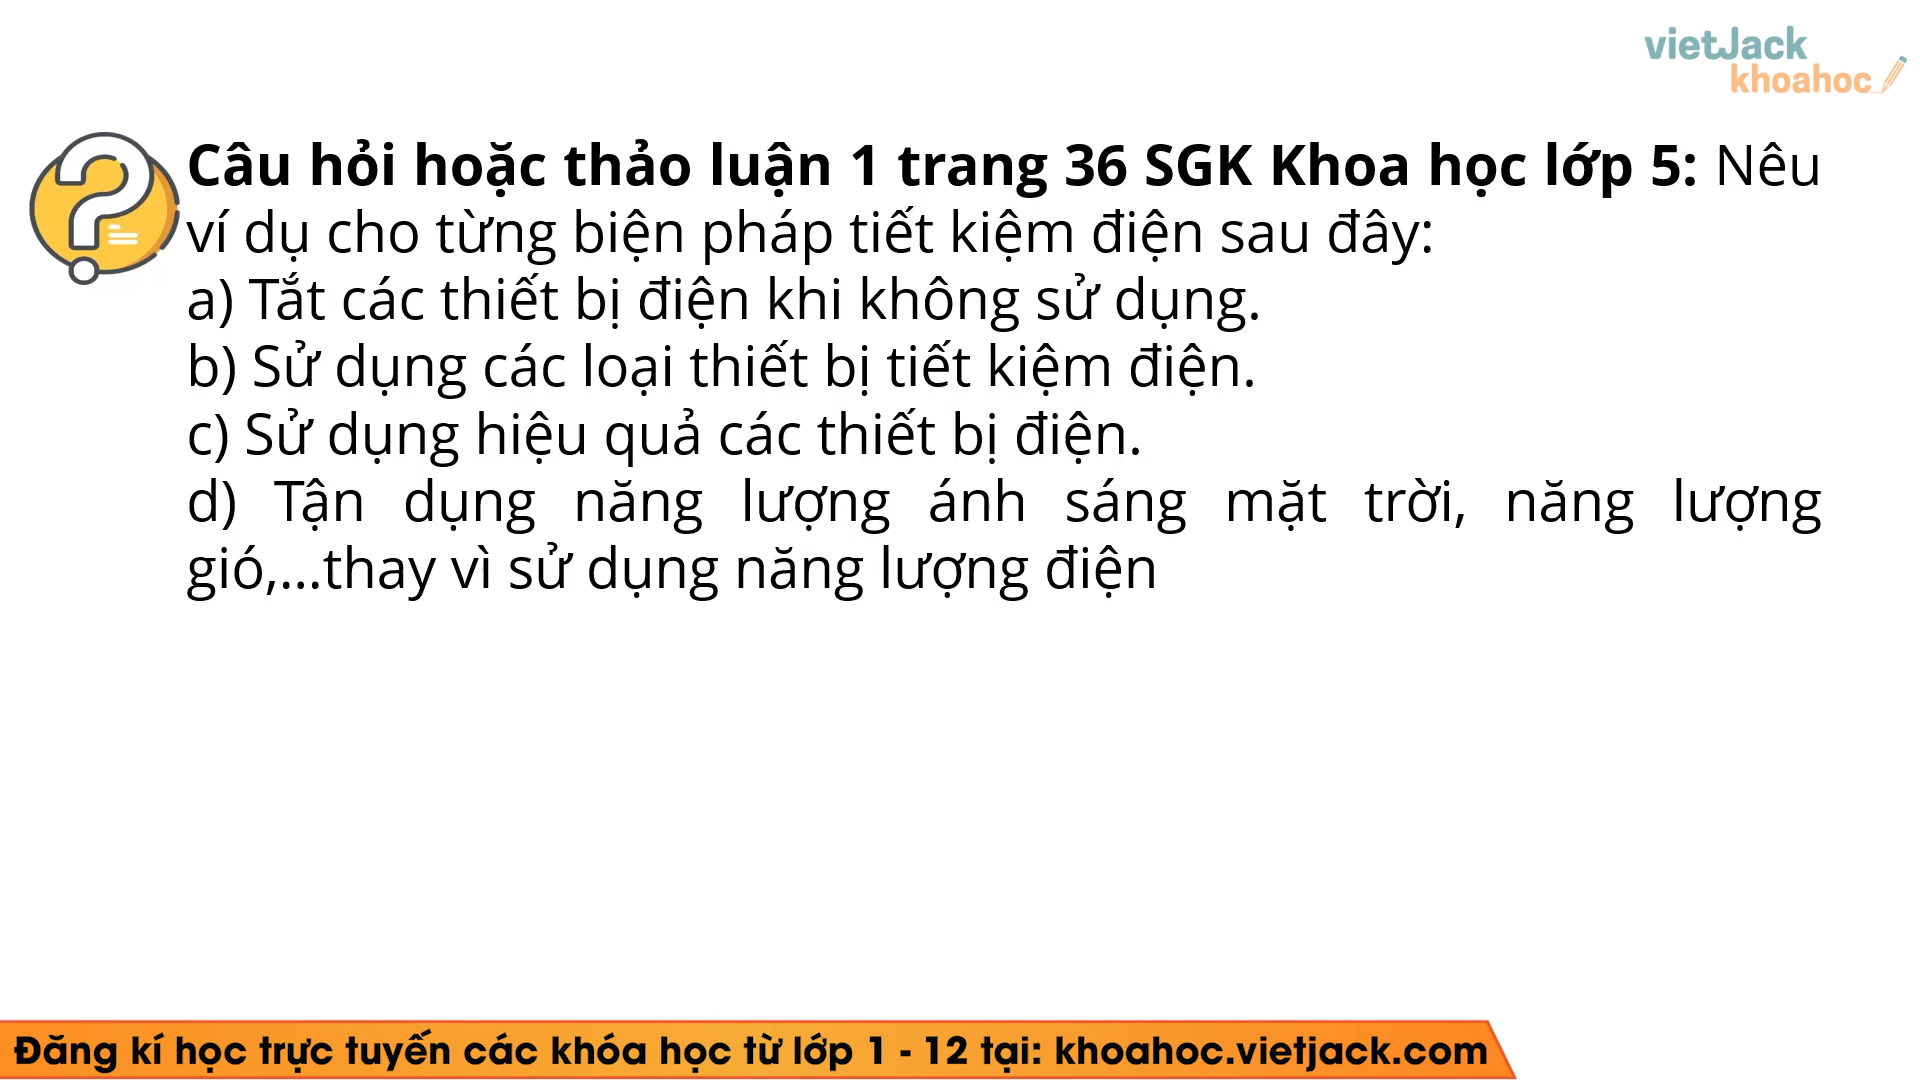 vietJack
khoahoc
Câu hỏi hoặc thảo luận 1 trang 36 SGK Khoa học lớp 5: Nêu
ví dụ cho từng biện pháp tiết kiệm điện sau đây:
a) Tắt các thiết bị điện khi không sử dụng.
b) Sử dụng các loại thiết bị tiết kiệm điện.
c) Sử dụng hiệu quả các thiết bị điện.
d) Tận dụng năng lượng ánh sáng mặt trời, năng lượng
gió,...thay vì sử dụng năng lượng điện
Đăng kí học trực tuyến các khóa học từ lớp 1 - 12 tại: khoahoc.vietjack.com